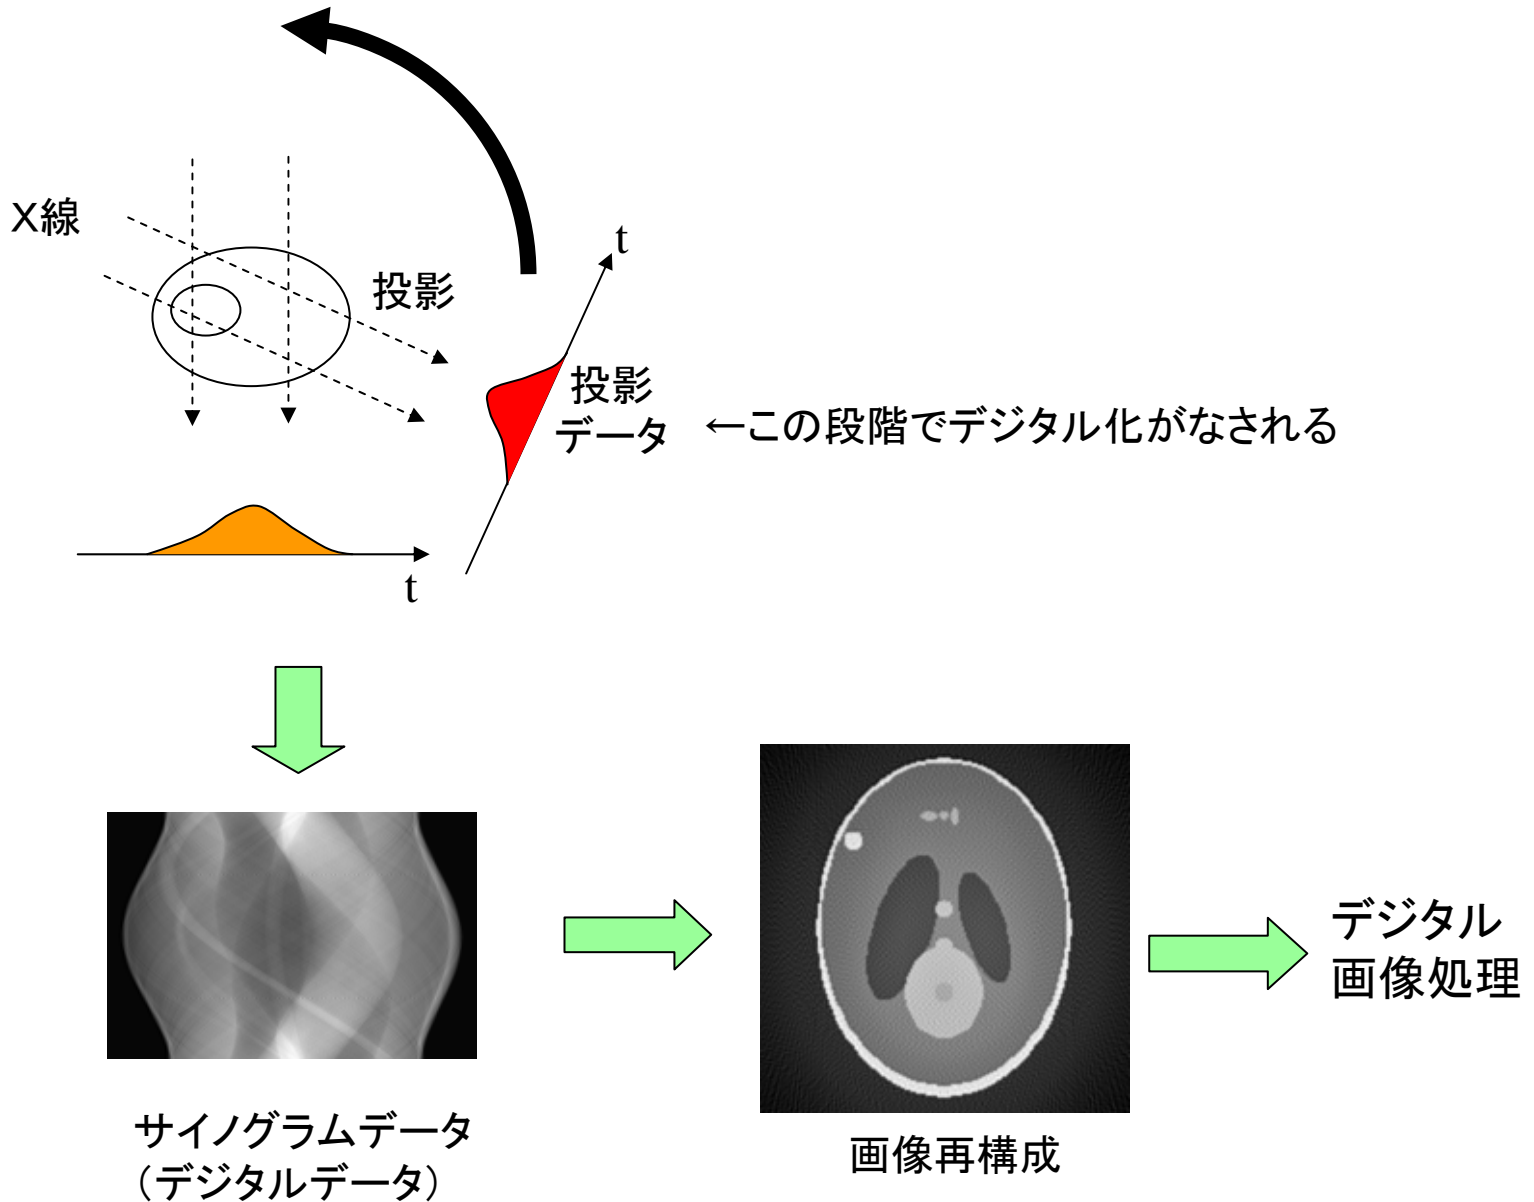 X線
投影
t
投影
データ
←この段階でデジタル化がなされる
t
サイノグラムデータ
(デジタルデータ)
画像再構成
デジタル
画像処理